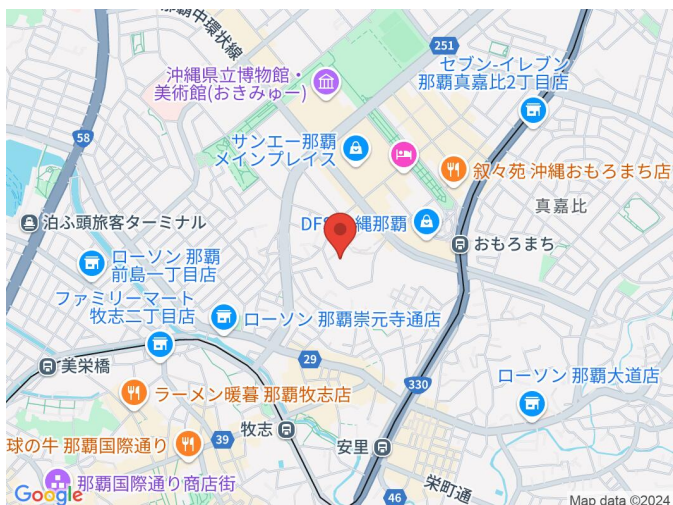 那覇中環状線
251
セブン-イレブン
那覇真嘉比2丁目店
沖縄県立博物館・
美術館(おきみゅー)
58
サンエー那覇
メインプレイス
叙々苑 沖縄おもろまち店
真嘉比
泊ふ頭旅客ターミナル
DFS
縄那覇
おもろまち
ローソン 那覇
前島一丁目店
ファミリーマート
牧志二丁目店
ローソン 那覇崇元寺通店
29
美栄橋
330
ローソン 那覇大道店
ラーメン暖暮 那覇牧志店
39
牧志
安里
球の牛 那覇国際通り
栄町通
那覇国際通り商店街
46
Google
Map data ©2024